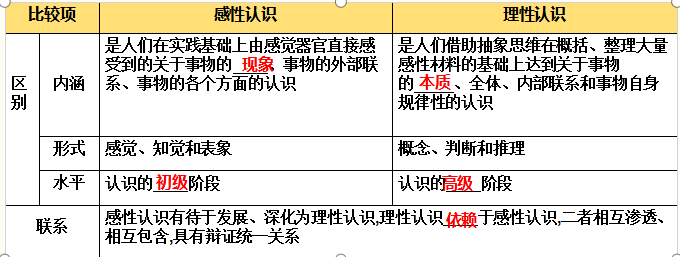 比较项 感性认识 理性认识
区别 内涵
是人们在实践基础上由感觉器官直接感
受到的关于事物的 现象、事物的外部联
系、事物的各个方面的认识
是人们借助抽象思维在概括、整理大量
感性材料的基础上达到关于事物
的 本质 、全体、内部联系和事物自身
规律性的认识
形式 感觉、知觉和表象 概念、判断和推理
水平 认识的初级阶段 认识的高级 阶段
联系
感性认识有待于发展、深化为理性认识,理性认识 依赖于感性认识,二者相互渗透、
相互包含,具有辩证统一关系